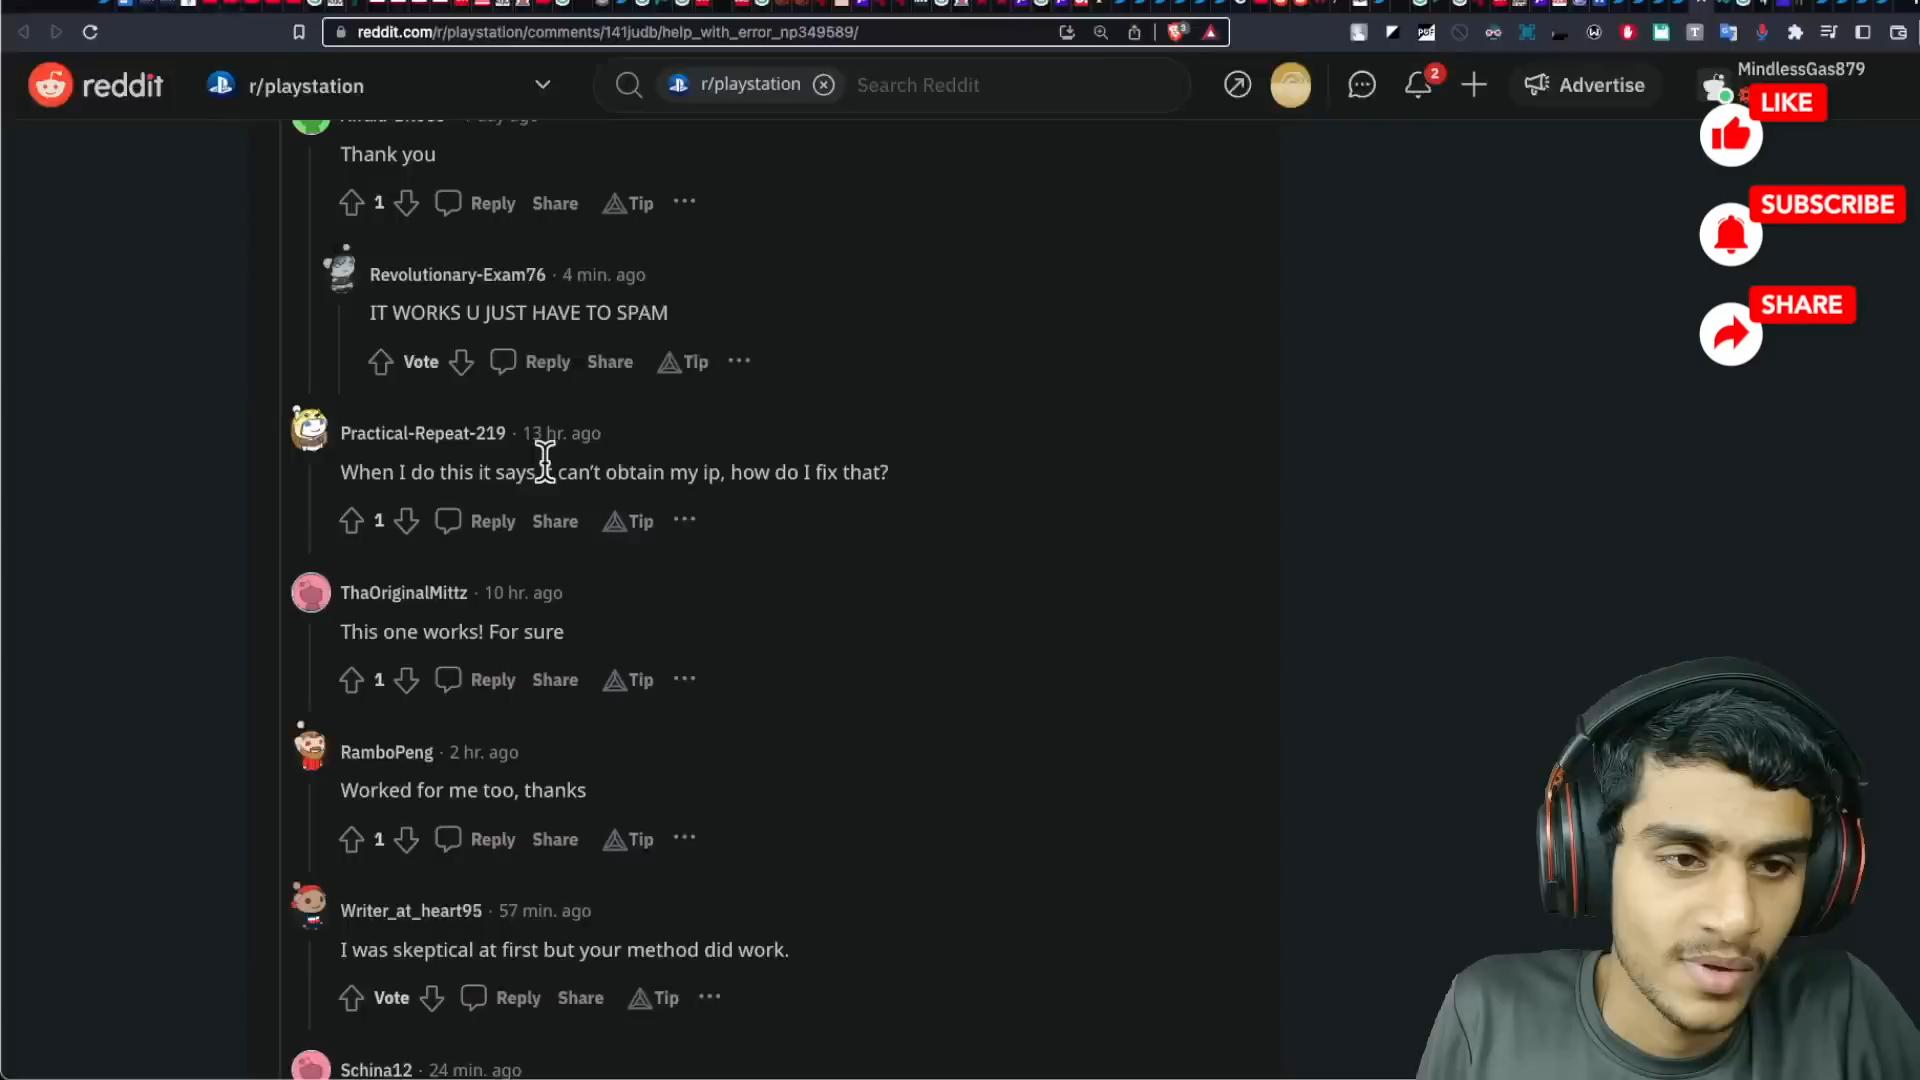 reddit.com/r/playstation/comments/141judb/help_with_error_np349589/
reddit r/playstation r/playstation Search Reddit 2 Advertise MindlessGas879
LIKE
Thank you
1 Reply Share Tip
SUBSCRIBE
Revolutionary-Exam76 · 4 min. ago
IT WORKS U JUST HAVE TO SPAM
SHARE
Vote Reply Share Tip
Practical-Repeat-219 · 13 hr. ago
When I do this it says can't obtain my ip, how do I fix that?
1 Reply Share Tip
ThaOriginalMittz · 10 hr. ago
This one works! For sure
1 Reply Share Tip
RamboPeng · 2 hr. ago
Worked for me too, thanks
1 Reply Share Tip
Writer_at_heart95 · 57 min. ago
I was skeptical at first but your method did work.
Vote Reply Share Tip
Schina12 · 24 min. ago